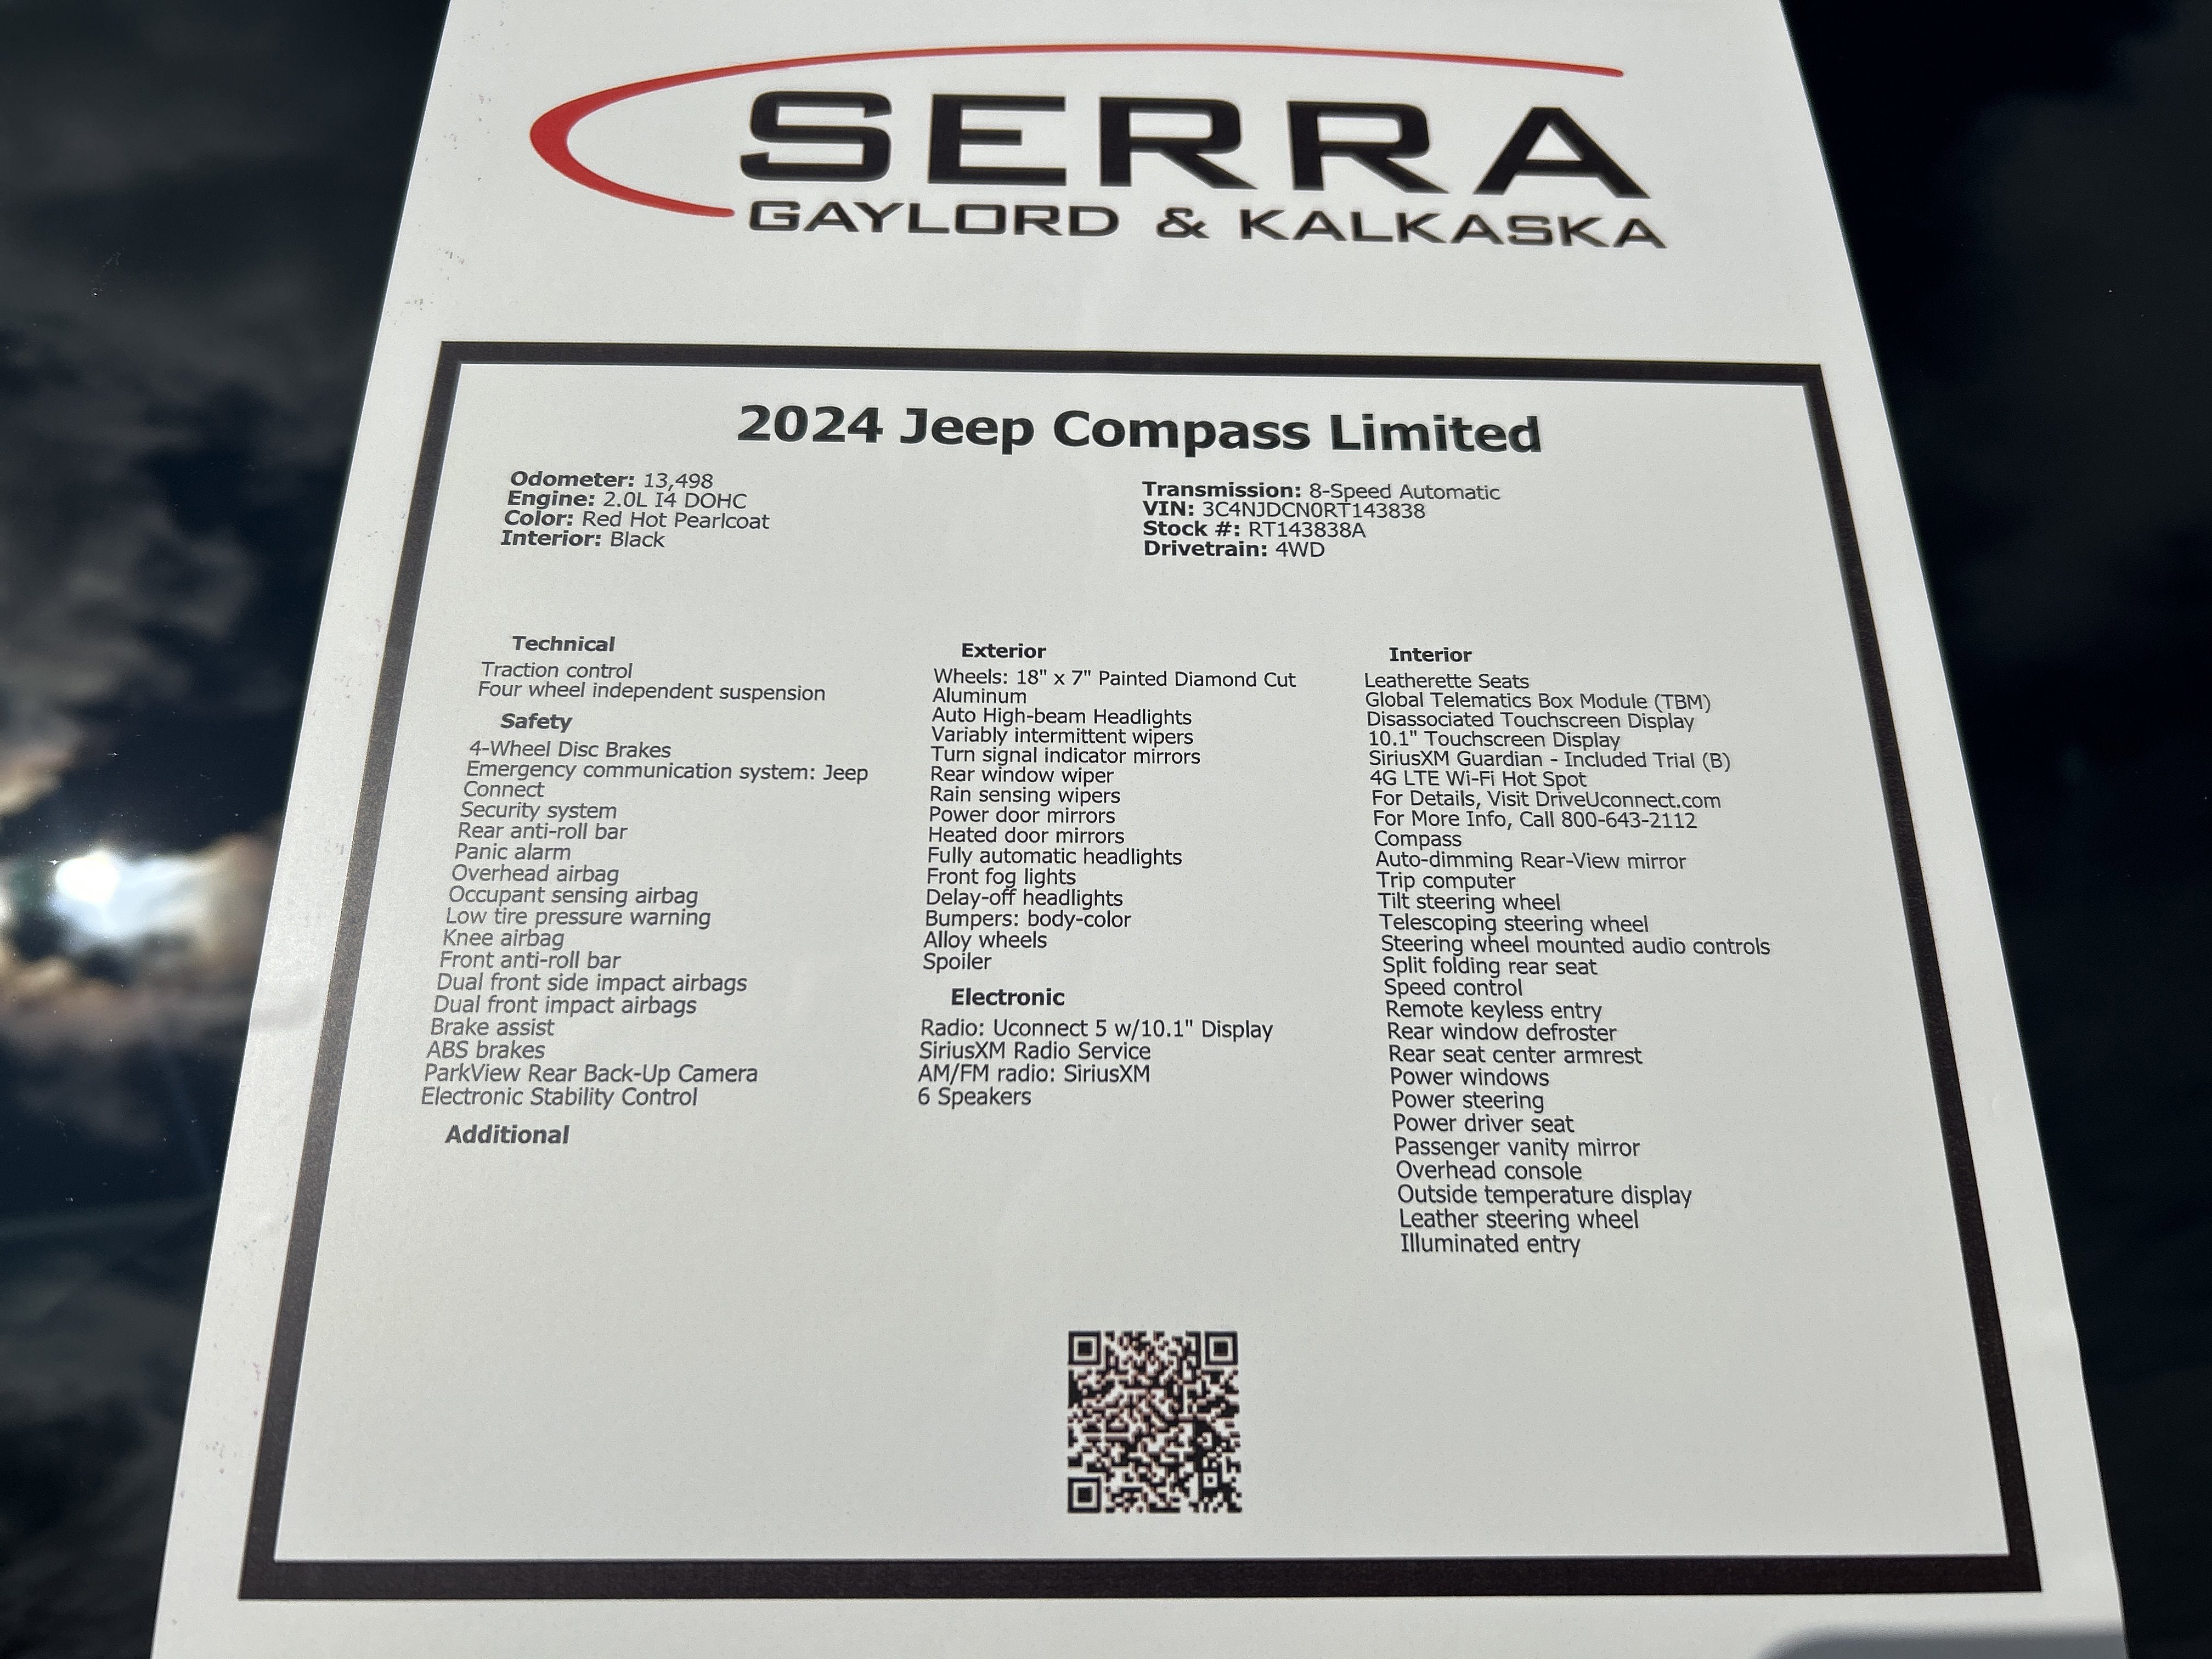 SERRA
GAYLORD & KALKASKA
2024 Jeep Compass Limited
Odometer: 13,498
Engine: 2.0L I4 DOHC
Color: Red Hot Pearlcoat
Interior: Black
Transmission: 8-Speed Automatic
VIN: 3C4NJDCN0RT143838
Stock #: RT143838A
Drivetrain: 4WD
Technical
Traction control
Four wheel independent suspension
Safety
4-Wheel Disc Brakes
Emergency communication system: Jeep
Connect
Security system
Rear anti-roll bar
Panic alarm
Overhead airbag
Occupant sensing airbag
Low tire pressure warning
Knee airbag
Front anti-roll bar
Dual front side impact airbags
Dual front impact airbags
Brake assist
ABS brakes
ParkView Rear Back-Up Camera
Electronic Stability Control
Additional
Exterior
Wheels: 18" x 7" Painted Diamond Cut
Aluminum
Auto High-beam Headlights
Variably intermittent wipers
Turn signal indicator mirrors
Rear window wiper
Rain sensing wipers
Power door mirrors
Heated door mirrors
Fully automatic headlights
Front fog lights
Delay-off headlights
Bumpers: body-color
Alloy wheels
Spoiler
Electronic
Radio: Uconnect 5 w/10.1" Display
SiriusXM Radio Service
AM/FM radio: SiriusXM
6 Speakers
Interior
Leatherette Seats
Global Telematics Box Module (TBM)
Disassociated Touchscreen Display
10.1" Touchscreen Display
SiriusXM Guardian - Included Trial (B)
4G LTE Wi-Fi Hot Spot
For Details, Visit DriveUconnect.com
For More Info, Call 800-643-2112
Compass
Auto-dimming Rear-View mirror
Trip computer
Tilt steering wheel
Telescoping steering wheel
Steering wheel mounted audio controls
Split folding rear seat
Speed control
Remote keyless entry
Rear window defroster
Rear seat center armrest
Power windows
Power steering
Power driver seat
Passenger vanity mirror
Overhead console
Outside temperature display
Leather steering wheel
Illuminated entry